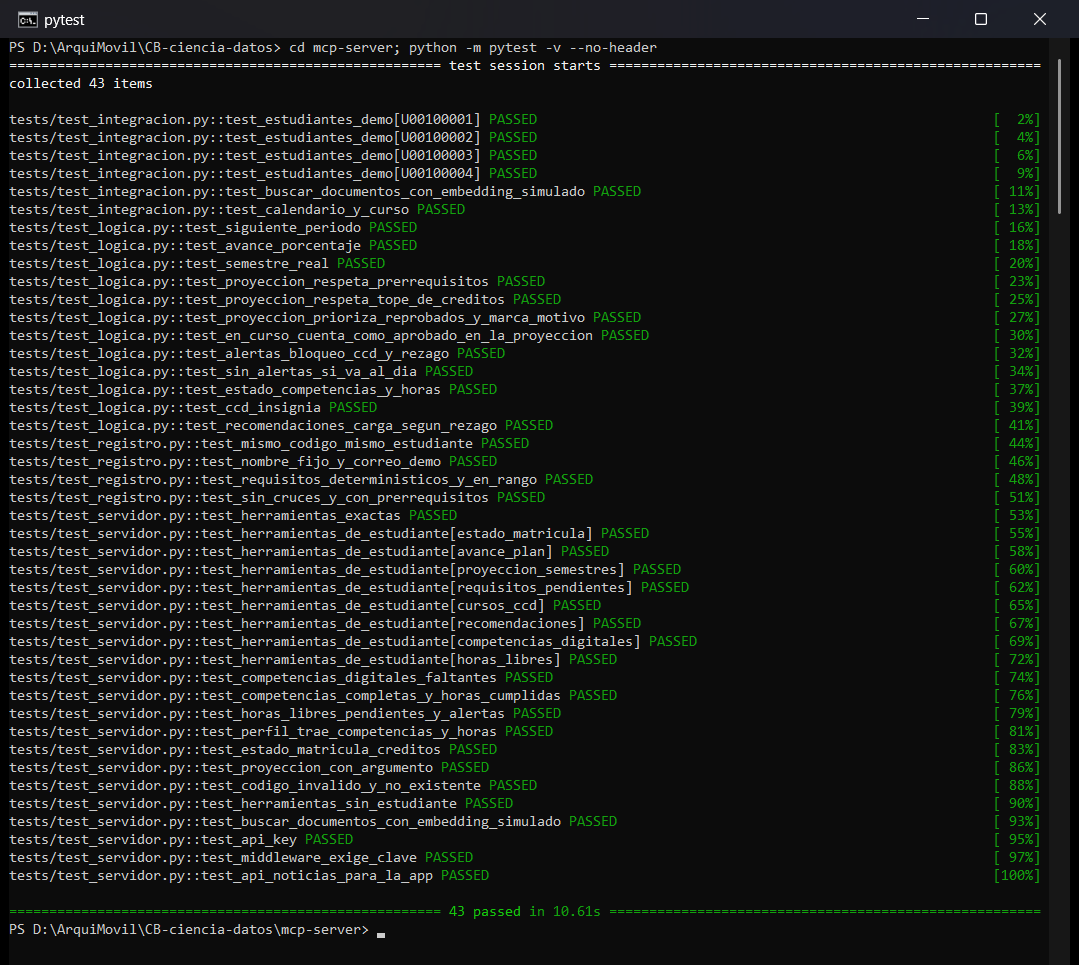 pytest
PS D:\ArquiMovil\CB-ciencia-datos> cd mcp-server; python -m pytest -v --no-header
====================================================== test session starts ======================================================
collected 43 items
tests/test_integracion.py::test_estudiantes_demo[U00100001] PASSED [  2%]
tests/test_integracion.py::test_estudiantes_demo[U00100002] PASSED [  4%]
tests/test_integracion.py::test_estudiantes_demo[U00100003] PASSED [  6%]
tests/test_integracion.py::test_estudiantes_demo[U00100004] PASSED [  9%]
tests/test_integracion.py::test_buscar_documentos_con_embedding_simulado PASSED [ 11%]
tests/test_integracion.py::test_calendario_y_curso PASSED [ 13%]
tests/test_logica.py::test_siguiente_periodo PASSED [ 16%]
tests/test_logica.py::test_avance_porcentaje PASSED [ 18%]
tests/test_logica.py::test_semestre_real PASSED [ 20%]
tests/test_logica.py::test_proyeccion_respeta_prerrequisitos PASSED [ 23%]
tests/test_logica.py::test_proyeccion_respeta_tope_de_creditos PASSED [ 25%]
tests/test_logica.py::test_proyeccion_prioriza_reprobados_y_marca_motivo PASSED [ 27%]
tests/test_logica.py::test_en_curso_cuenta_como_aprobado_en_la_proyeccion PASSED [ 30%]
tests/test_logica.py::test_alertas_bloqueo_ccd_y_rezago PASSED [ 32%]
tests/test_logica.py::test_sin_alertas_si_va_al_dia PASSED [ 34%]
tests/test_logica.py::test_estado_competencias_y_horas PASSED [ 37%]
tests/test_logica.py::test_ccd_insignia PASSED [ 39%]
tests/test_logica.py::test_recomendaciones_carga_segun_rezago PASSED [ 41%]
tests/test_registro.py::test_mismo_codigo_mismo_estudiante PASSED [ 44%]
tests/test_registro.py::test_nombre_fijo_y_correo_demo PASSED [ 46%]
tests/test_registro.py::test_requisitos_deterministicos_y_en_rango PASSED [ 48%]
tests/test_registro.py::test_sin_cruces_y_con_prerrequisitos PASSED [ 51%]
tests/test_servidor.py::test_herramientas_exactas PASSED [ 53%]
tests/test_servidor.py::test_herramientas_de_estudiante[estado_matricula] PASSED [ 55%]
tests/test_servidor.py::test_herramientas_de_estudiante[avance_plan] PASSED [ 58%]
tests/test_servidor.py::test_herramientas_de_estudiante[proyeccion_semestres] PASSED [ 60%]
tests/test_servidor.py::test_herramientas_de_estudiante[requisitos_pendientes] PASSED [ 62%]
tests/test_servidor.py::test_herramientas_de_estudiante[cursos_ccd] PASSED [ 65%]
tests/test_servidor.py::test_herramientas_de_estudiante[recomendaciones] PASSED [ 67%]
tests/test_servidor.py::test_herramientas_de_estudiante[competencias_digitales] PASSED [ 69%]
tests/test_servidor.py::test_herramientas_de_estudiante[horas_libres] PASSED [ 72%]
tests/test_servidor.py::test_competencias_digitales_faltantes PASSED [ 74%]
tests/test_servidor.py::test_competencias_completas_y_horas_cumplidas PASSED [ 76%]
tests/test_servidor.py::test_horas_libres_pendientes_y_alertas PASSED [ 79%]
tests/test_servidor.py::test_perfil_trae_competencias_y_horas PASSED [ 81%]
tests/test_servidor.py::test_estado_matricula_creditos PASSED [ 83%]
tests/test_servidor.py::test_proyeccion_con_argumento PASSED [ 86%]
tests/test_servidor.py::test_codigo_invalido_y_no_existente PASSED [ 88%]
tests/test_servidor.py::test_herramientas_sin_estudiante PASSED [ 90%]
tests/test_servidor.py::test_buscar_documentos_con_embedding_simulado PASSED [ 93%]
tests/test_servidor.py::test_api_key PASSED [ 95%]
tests/test_servidor.py::test_middleware_exige_clave PASSED [ 97%]
tests/test_servidor.py::test_api_noticias_para_la_app PASSED [100%]
====================================================== 43 passed in 10.61s ======================================================
PS D:\ArquiMovil\CB-ciencia-datos\mcp-server>